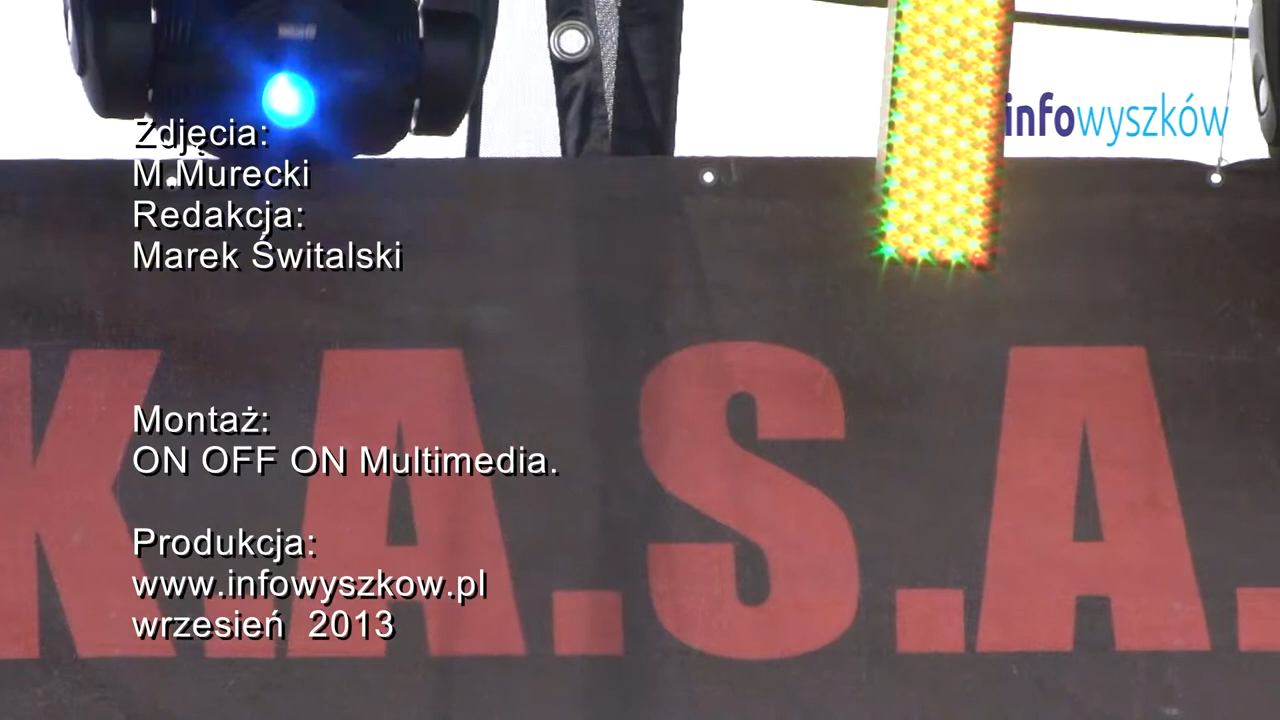 infowyszków
Zdjęcia:
M.Murecki
Redakcja:
Marek Świtalski
K.A.S.A.
Montaż:
ON OFF ON Multimedia.
Produkcja:
www.infowyszkow.pl
wrzesień 2013